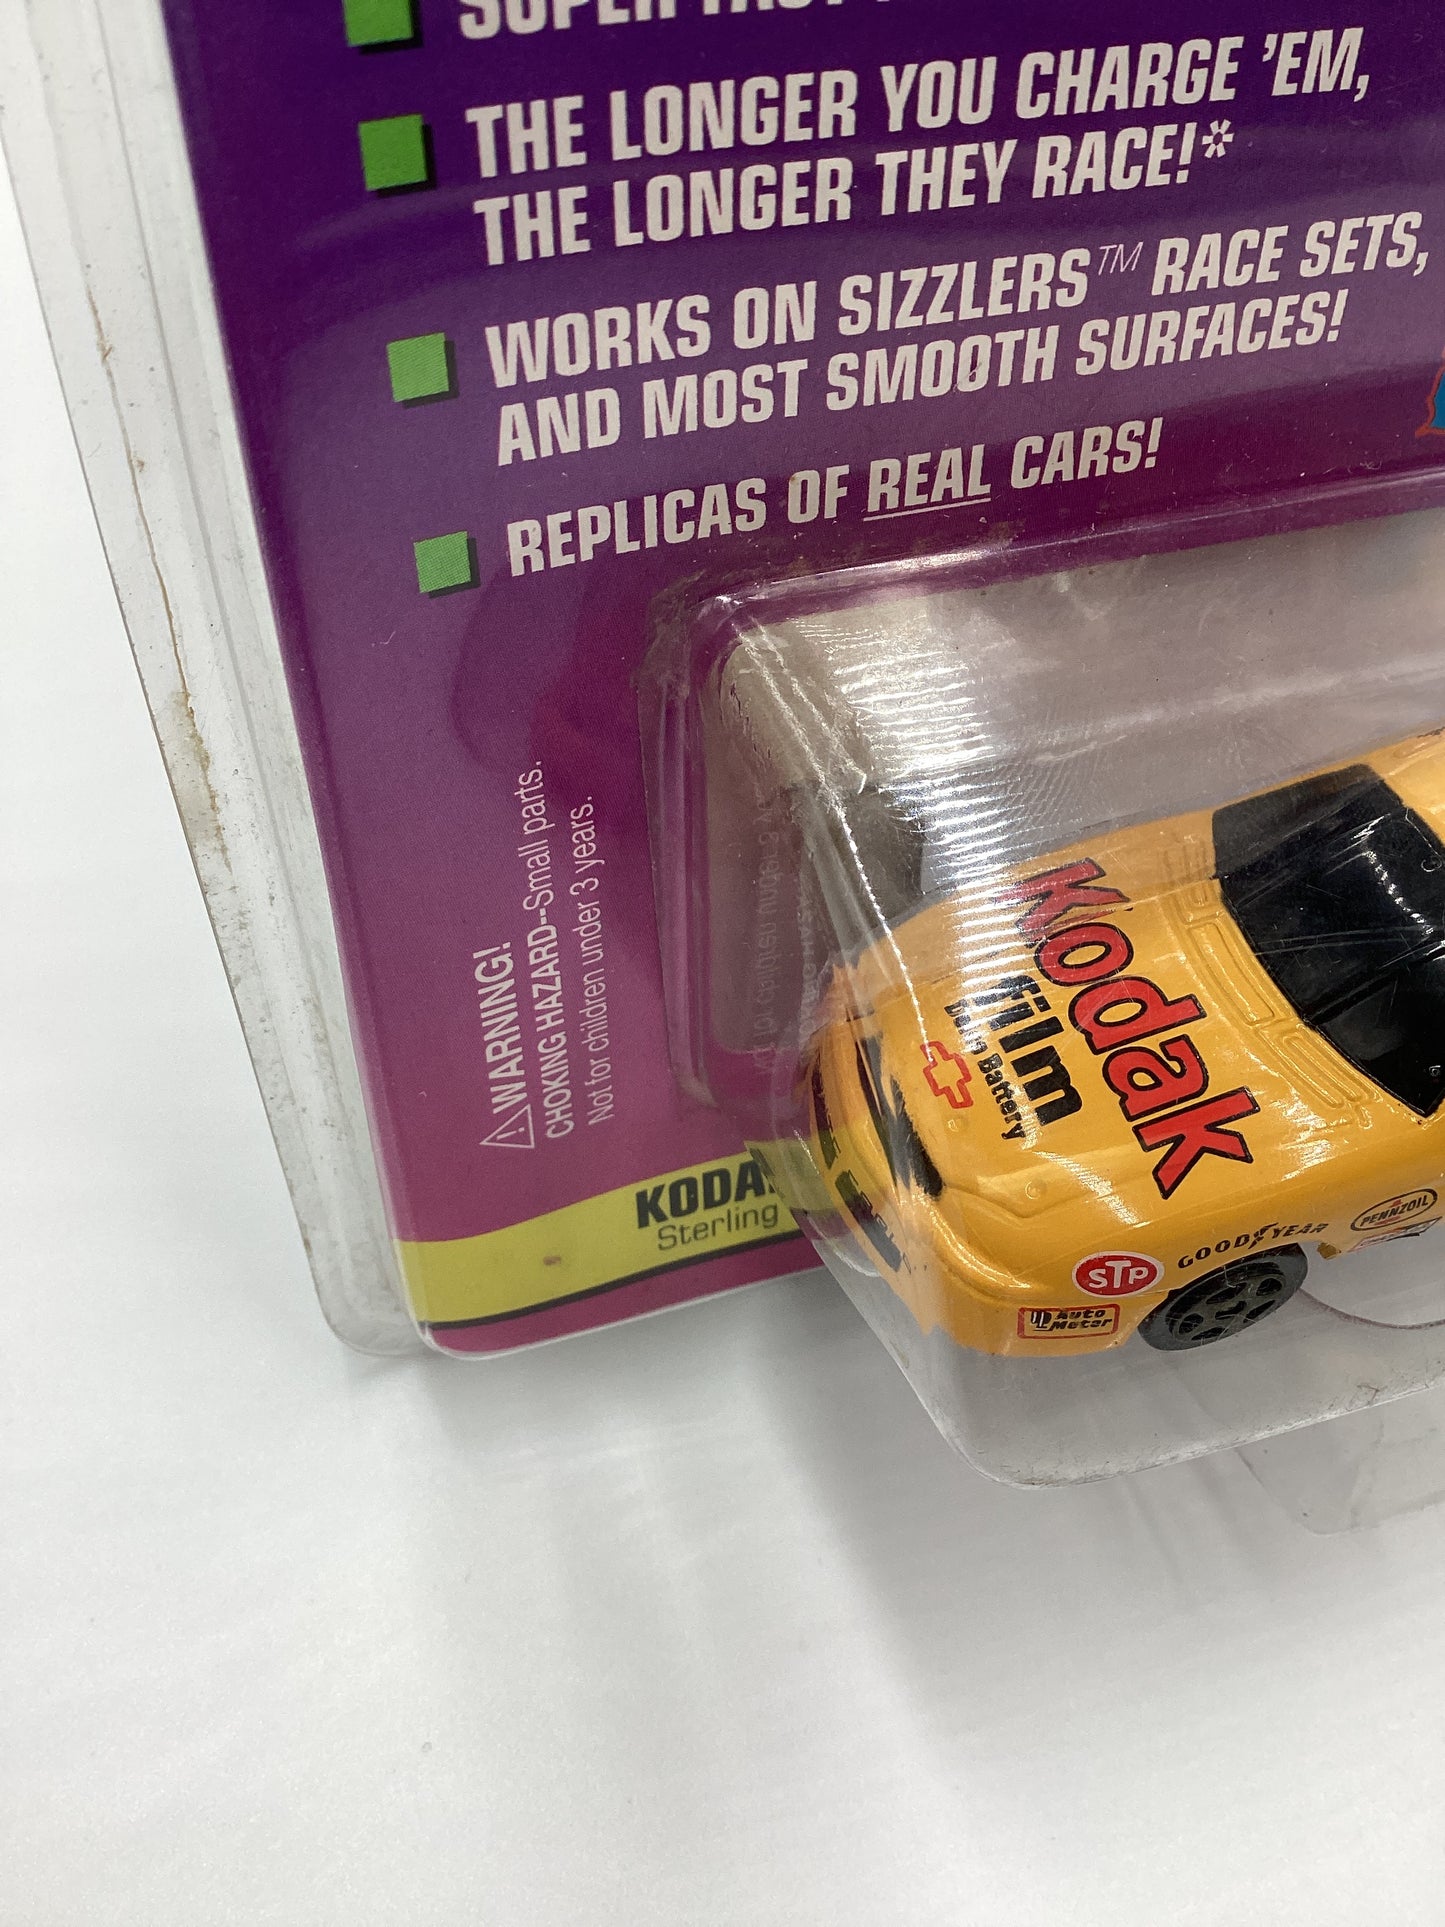 THE LONGER YOU CHARGE 'EM,
THE LONGER THEY RACE!*
WORKS ON SIZZLERS™ RACE SETS,
AND MOST SMOOTH SURFACES!
REPLICAS OF REAL CARS!
⚠WARNING!
CHOKING HAZARD--Small parts.
Not for children under 3 years.
Sterling
Kodak
film
Battery
STP
GOODYEAR
PENNZOIL
Auto
Meter